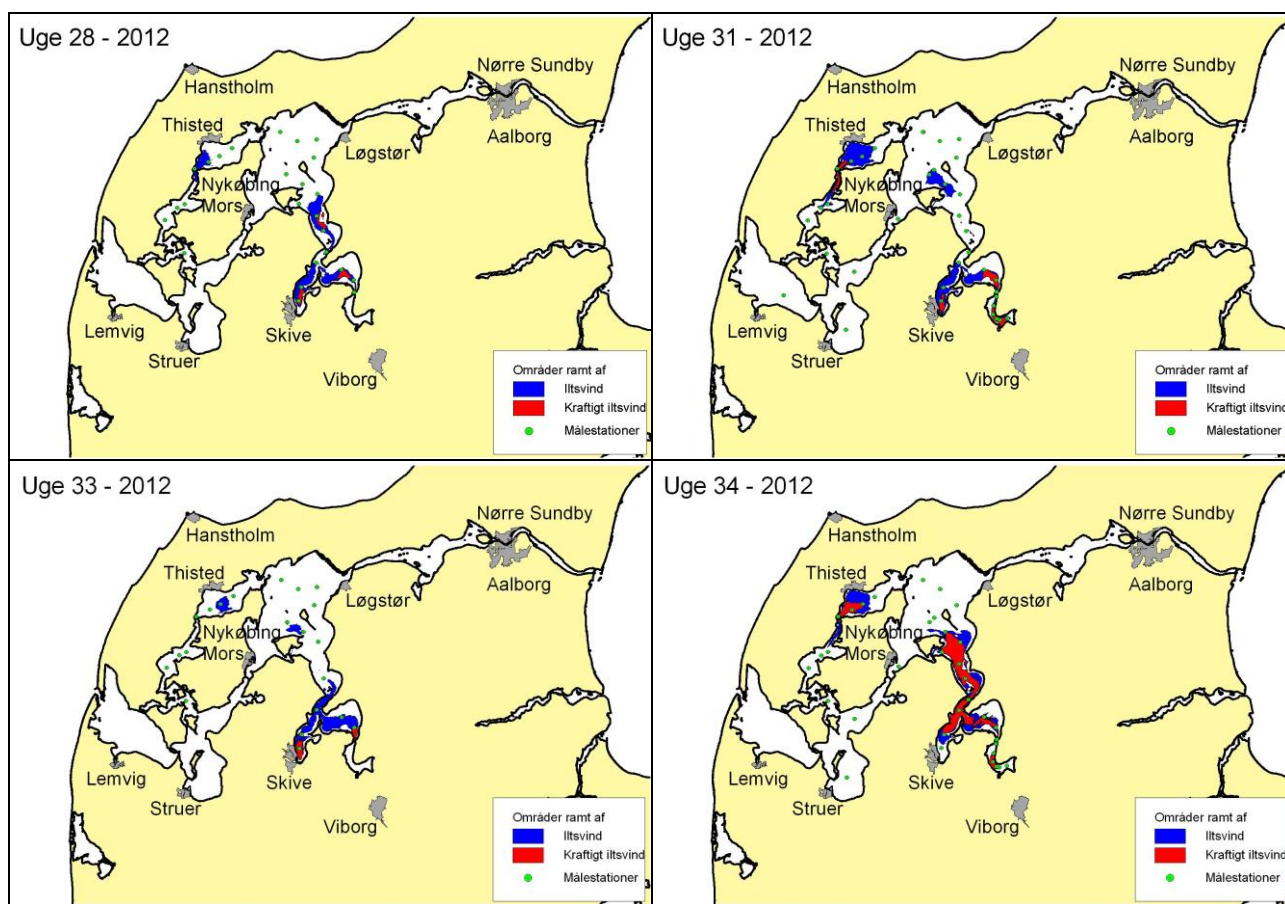 Uge 28 - 2012
Hanstholm
Nørre Sundby
Aalborg
Thisted
Løgstør
Nykøbing
Mors
Lemvig
Struer
Skive
Viborg
Områder ramt af
Iltsvind
Kraftigt iltsvind
Målestationer
Uge 31 - 2012
Hanstholm
Nørre Sundby
Aalborg
Thisted
Løgstør
Nykøbing
Mors
Lemvig
Struer
Skive
Viborg
Områder ramt af
Iltsvind
Kraftigt iltsvind
Målestationer
Uge 33 - 2012
Hanstholm
Nørre Sundby
Aalborg
Thisted
Løgstør
Nykøbing
Mors
Lemvig
Struer
Skive
Viborg
Områder ramt af
Iltsvind
Kraftigt iltsvind
Målestationer
Uge 34 - 2012
Hanstholm
Nørre Sundby
Aalborg
Thisted
Løgstør
Nykøbing
Mors
Lemvig
Struer
Skive
Viborg
Områder ramt af
Iltsvind
Kraftigt iltsvind
Målestationer